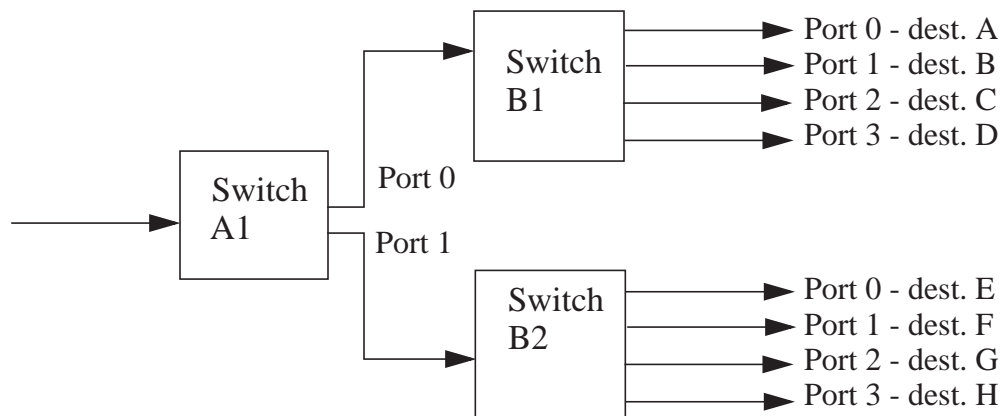 Switch
B1
Port 0 - dest. A
Port 1 - dest. B
Port 2 - dest. C
Port 3 - dest. D
Switch
A1
Port 0
Port 1
Switch
B2
Port 0 - dest. E
Port 1 - dest. F
Port 2 - dest. G
Port 3 - dest. H